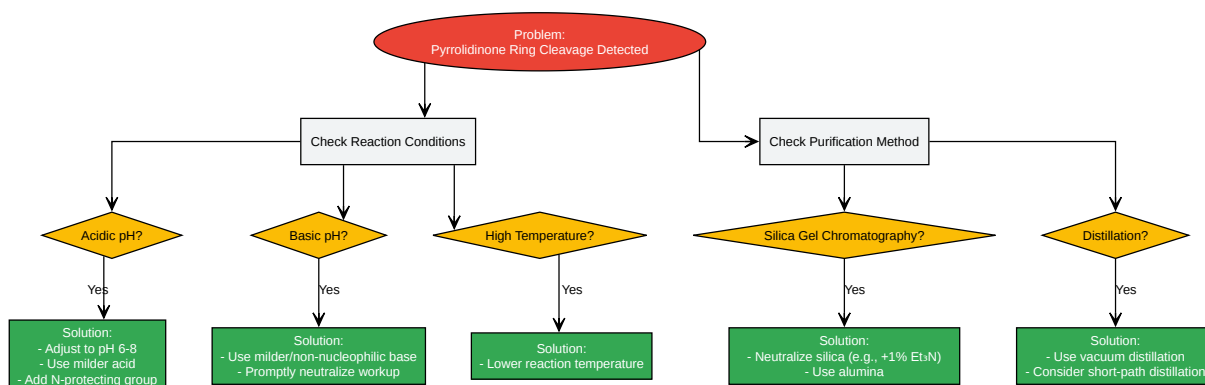 Problem:
Pyrrolidinone Ring Cleavage Detected
Check Reaction Conditions
Check Purification Method
Acidic pH?
Basic pH?
High Temperature?
Silica Gel Chromatography?
Distillation?
Yes
Yes
Yes
Yes
Yes
Solution:
- Adjust to pH 6-8
- Use milder acid
- Add N-protecting group
Solution:
- Use milder/non-nucleophilic base
- Promptly neutralize workup
Solution:
- Lower reaction temperature
Solution:
- Neutralize silica (e.g., +1% Et₃N)
- Use alumina
Solution:
- Use vacuum distillation
- Consider short-path distillation